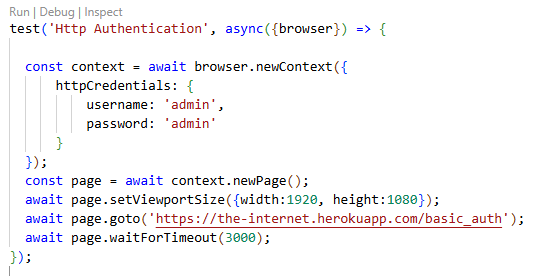 Run | Debug | Inspect
test('Http Authentication', async({browser}) => {
  const context = await browser.newContext({
      httpCredentials: {
          username: 'admin',
          password: 'admin'
      }
  });
  const page = await context.newPage();
  await page.setViewportSize({width:1920, height:1080});
  await page.goto('https://the-internet.herokuapp.com/basic_auth');
  await page.waitForTimeout(3000);
});